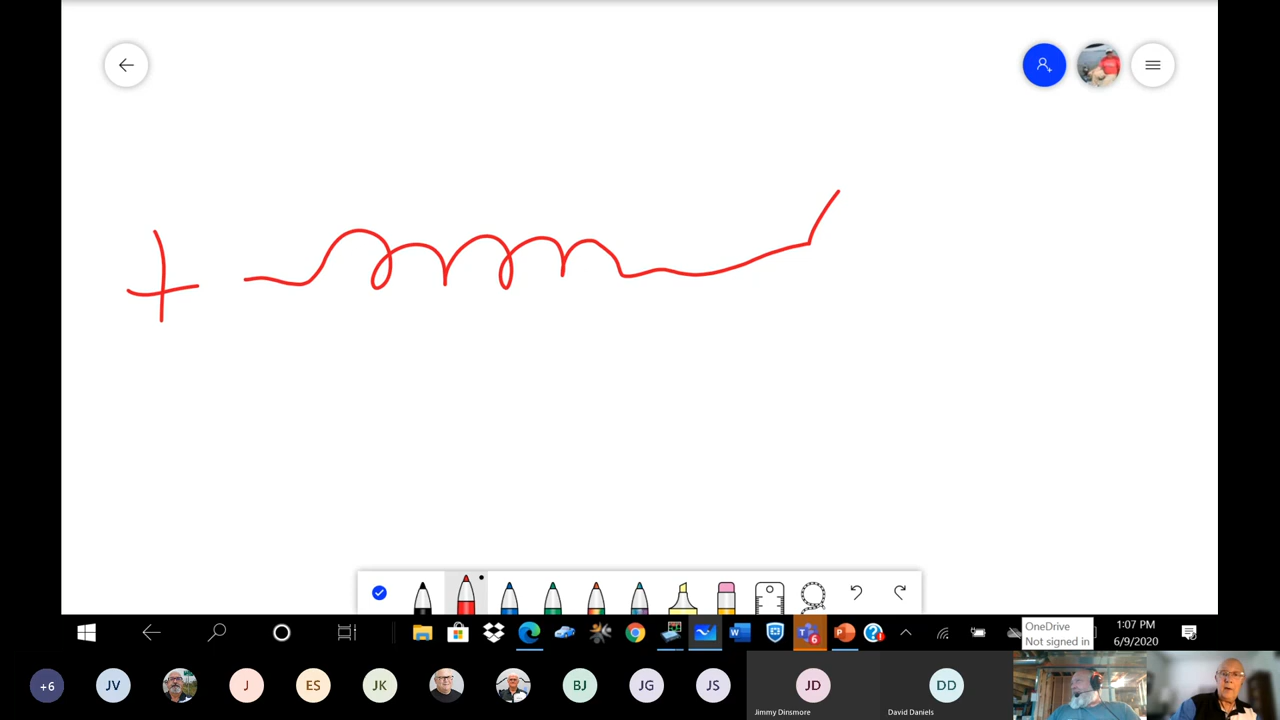 +
OneDrive
Not signed in
1:07 PM
6/9/2020
6
+6
JV
J
ES
JK
BJ
JG
JS
JD
DD
Jimmy Dinsmore
David Daniels